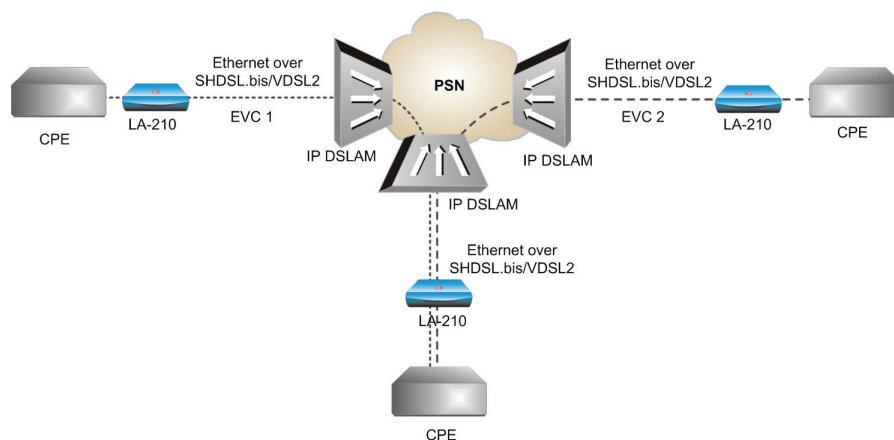 Ethernet over
SHDSL.bis/VDSL2
PSN
Ethernet over
SHDSL.bis/VDSL2
CPE
LA-210
EVC 1
IP DSLAM
IP DSLAM
EVC 2
LA-210
CPE
IP DSLAM
Ethernet over
SHDSL.bis/VDSL2
LA-210
CPE